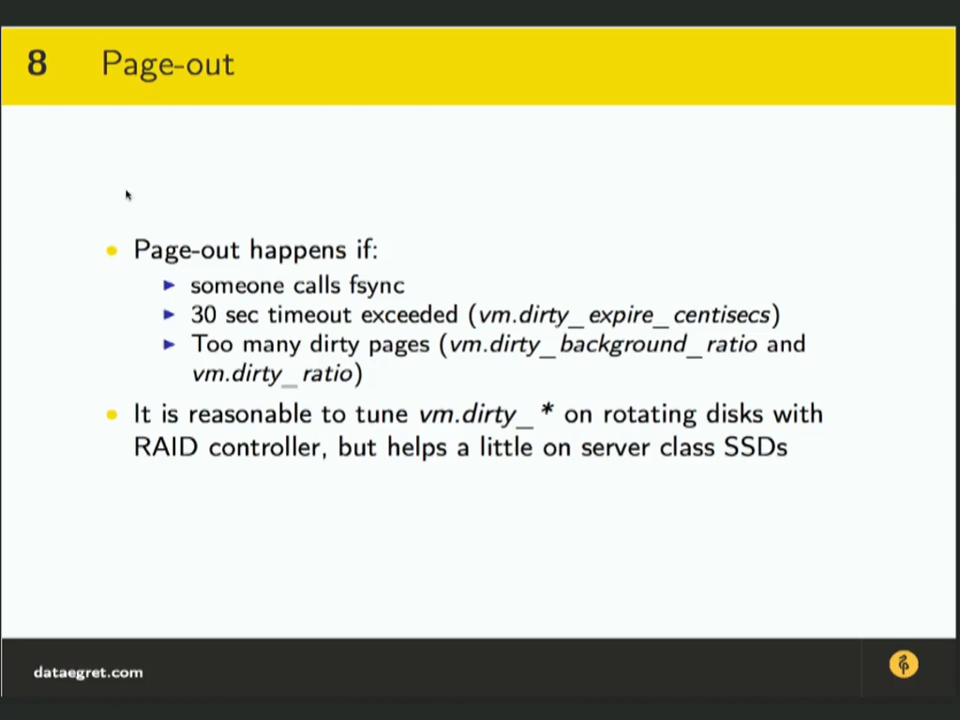 8 Page-out
Page-out happens if:
someone calls fsync
30 sec timeout exceeded (vm.dirty_expire_centisecs)
Too many dirty pages (vm.dirty_background_ratio and
vm.dirty_ratio)
It is reasonable to tune vm.dirty_* on rotating disks with
RAID controller, but helps a little on server class SSDs
dataegret.com